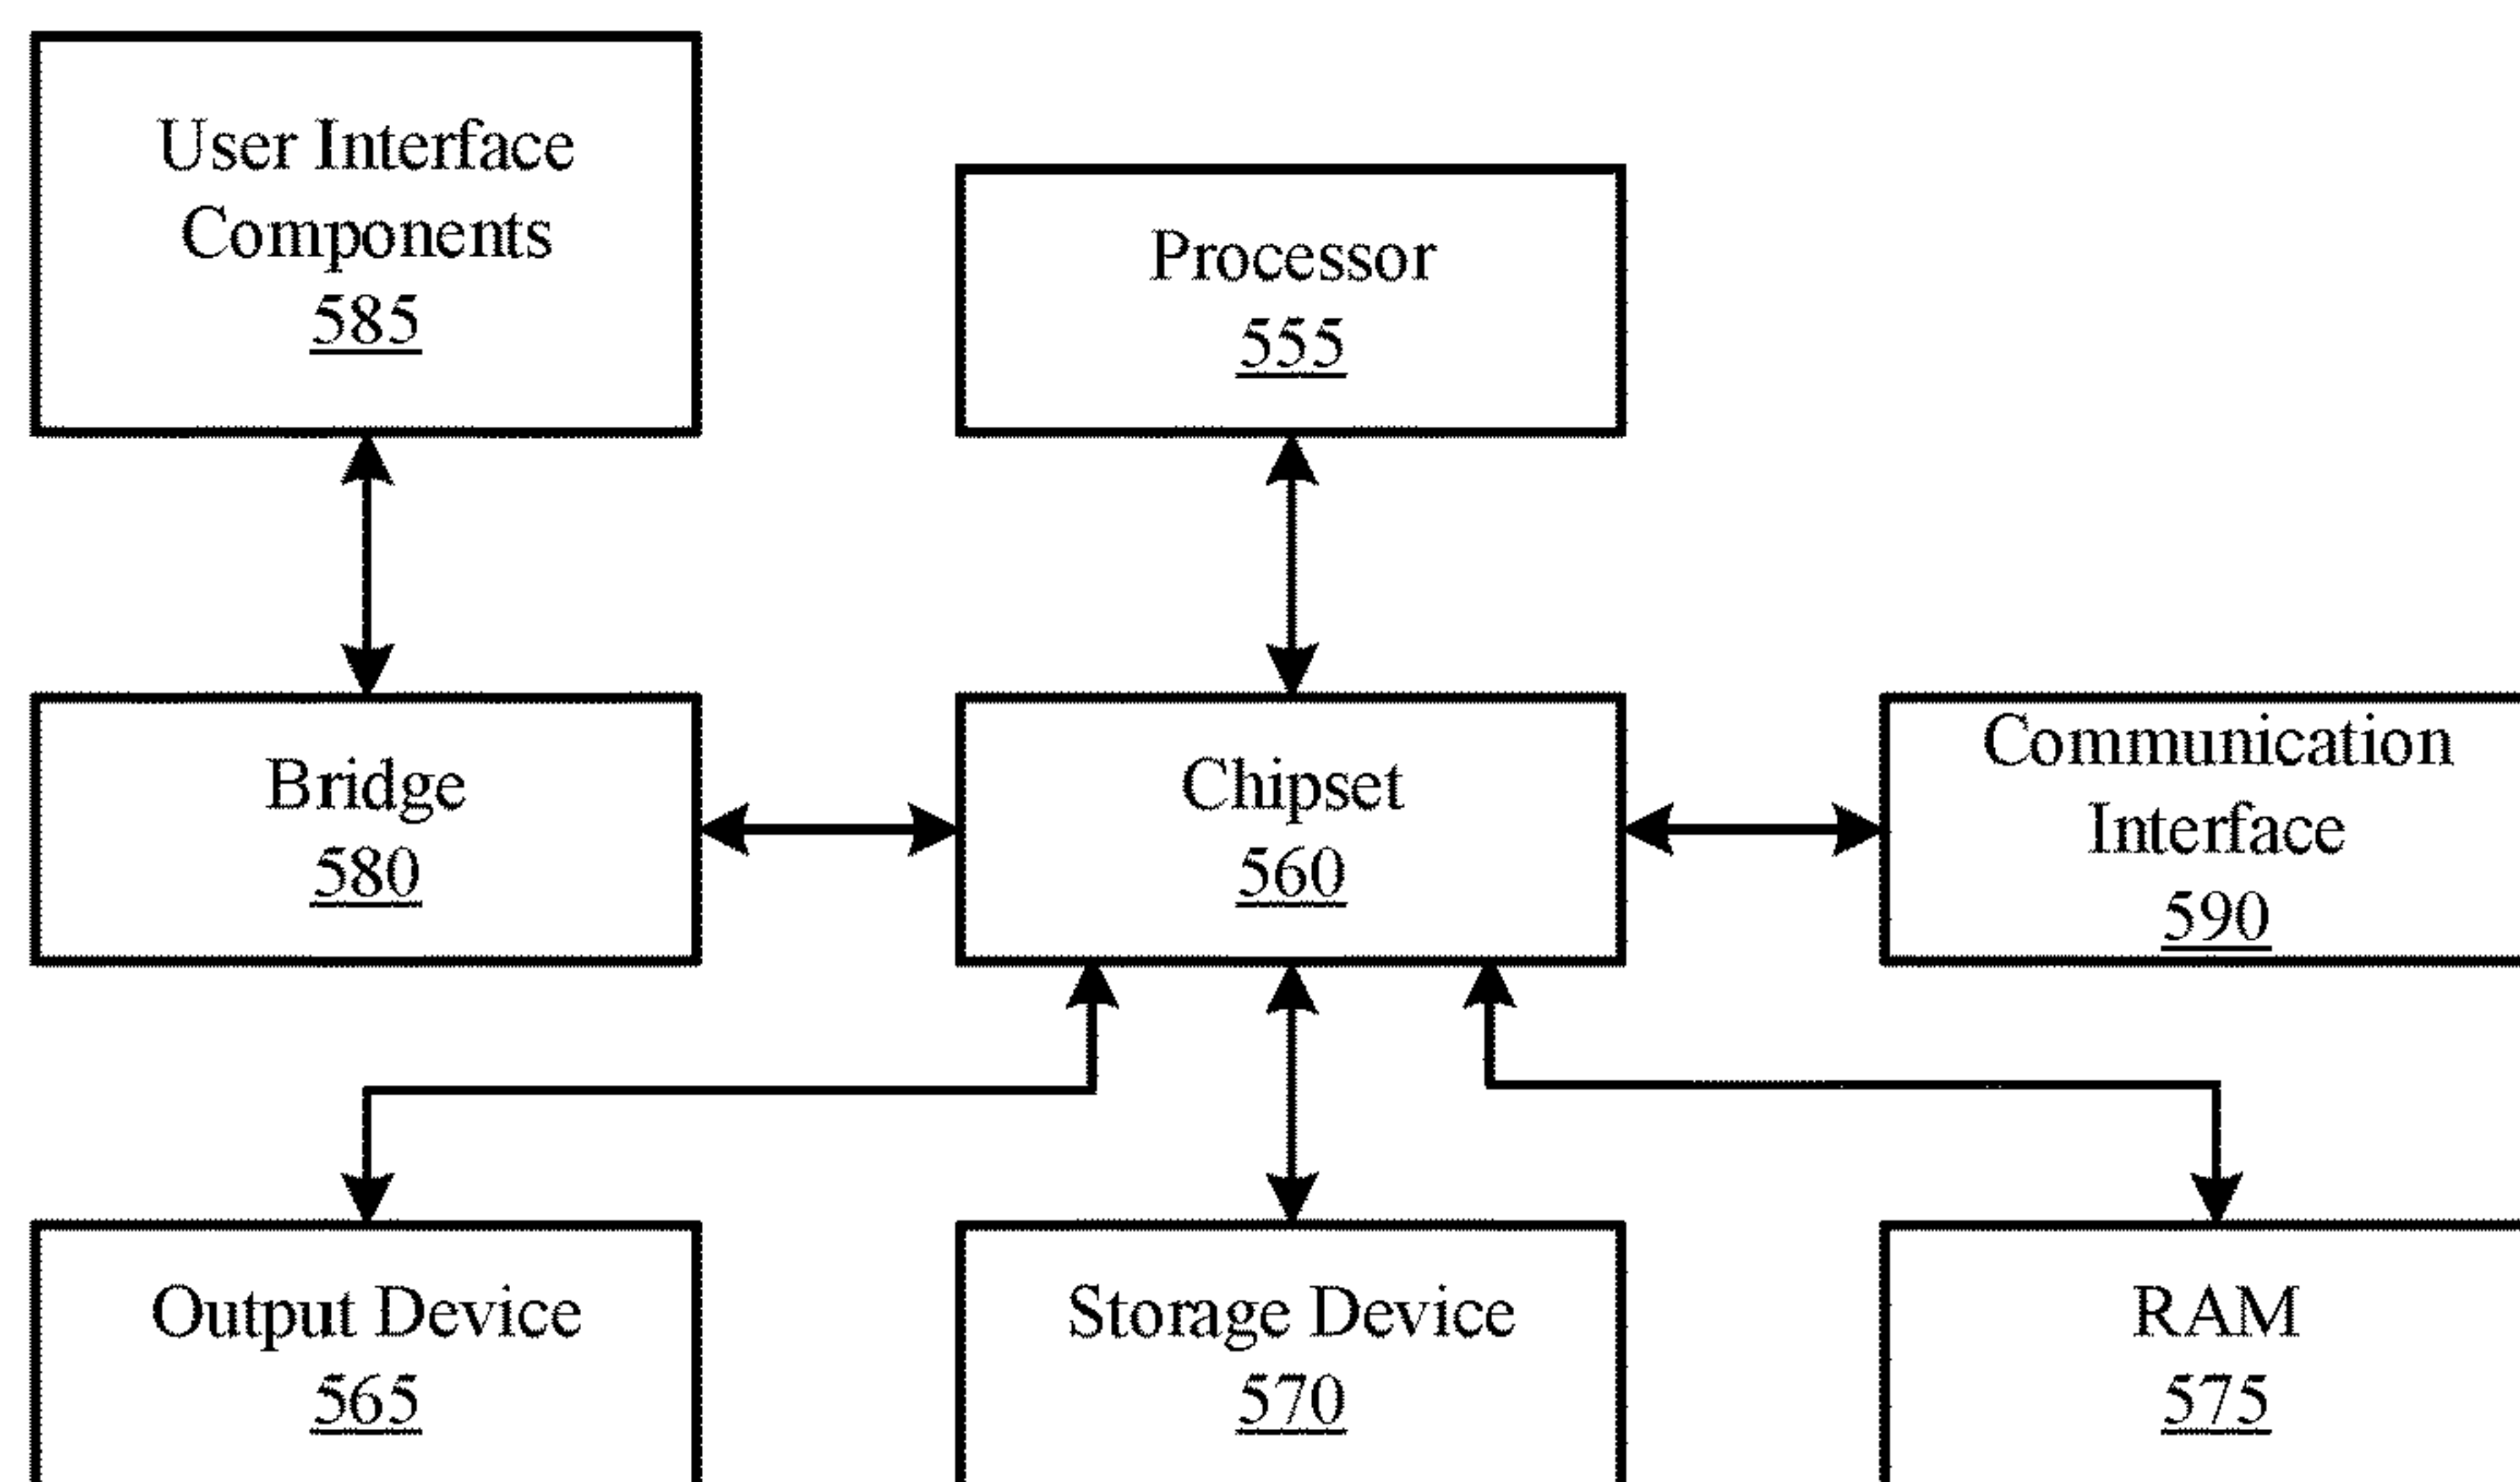 User Interface
Components
585
Processor
555
Bridge
580
Chipset
560
Communication
Interface
590
Output Device
565
Storage Device
570
RAM
575